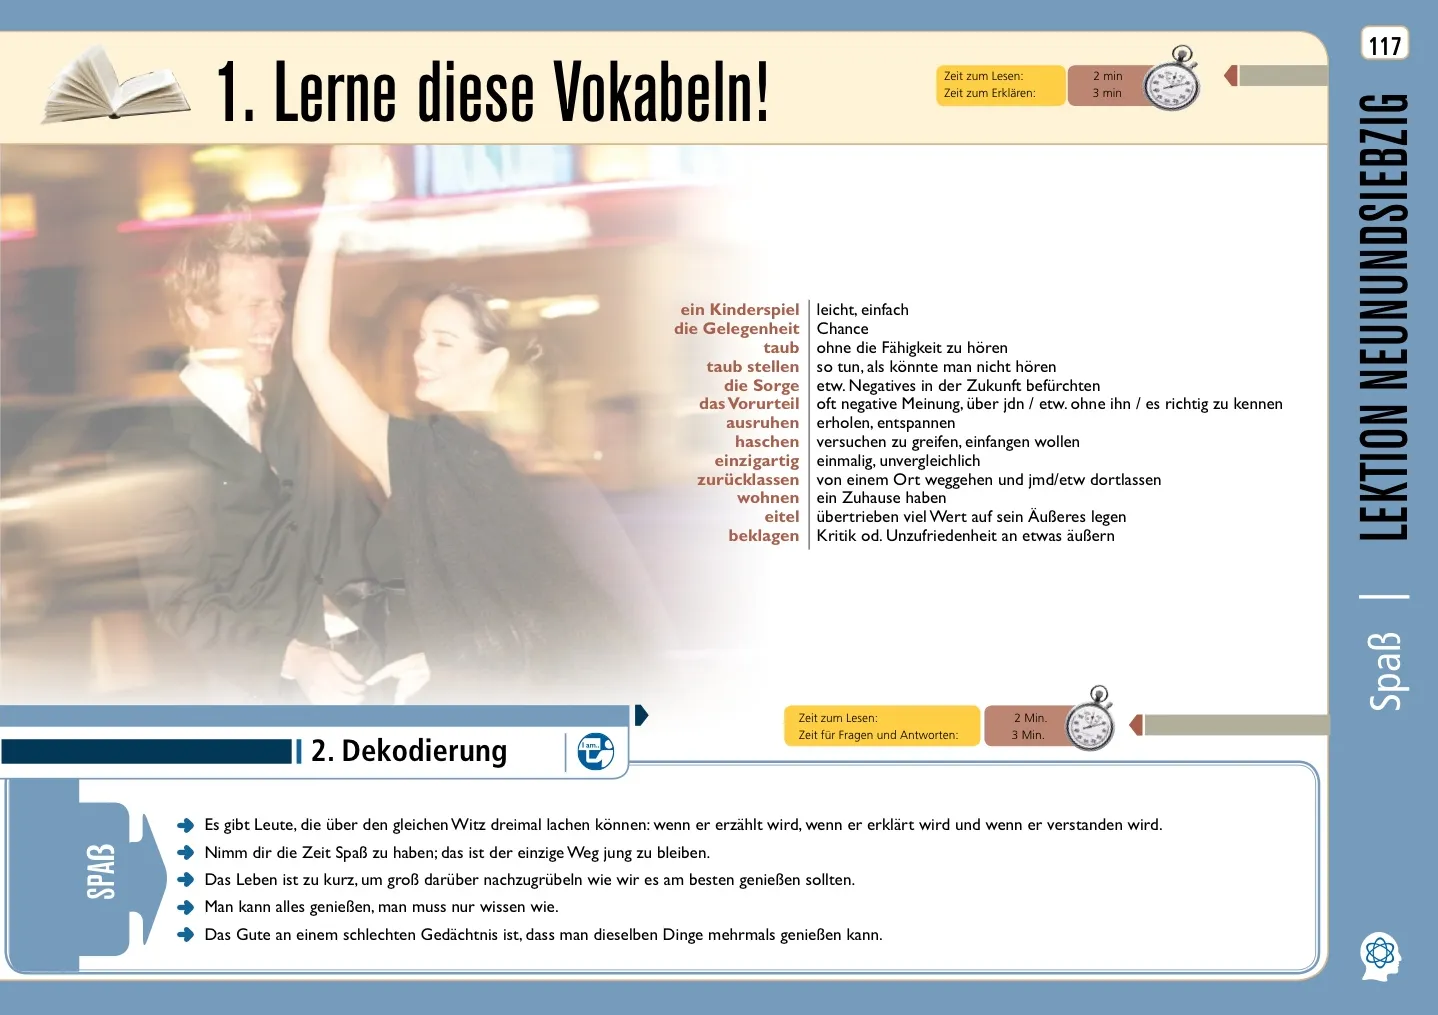 117
1. Lerne diese Vokabeln!
Zeit zum Lesen: 2 min
Zeit zum Erklären: 3 min
LEKTION NEUNUNDSIEBZIG
Spaß
ein Kinderspiel leicht, einfach
die Gelegenheit Chance
taub ohne die Fähigkeit zu hören
taub stellen so tun, als könnte man nicht hören
die Sorge etw. Negatives in der Zukunft befürchten
das Vorurteil oft negative Meinung, über jdn / etw. ohne ihn / es richtig zu kennen
ausruhen erholen, entspannen
haschen versuchen zu greifen, einfangen wollen
einzigartig einmalig, unvergleichlich
zurücklassen von einem Ort weggehen und jmd/etw dortlassen
wohnen ein Zuhause haben
eitel übertrieben viel Wert auf sein Äußeres legen
beklagen Kritik od. Unzufriedenheit an etwas äußern
Zeit zum Lesen: 2 Min.
Zeit für Fragen und Antworten: 3 Min.
2. Dekodierung
I am...
SPAß
Es gibt Leute, die über den gleichen Witz dreimal lachen können: wenn er erzählt wird, wenn er erklärt wird und wenn er verstanden wird.
Nimm dir die Zeit Spaß zu haben; das ist der einzige Weg jung zu bleiben.
Das Leben ist zu kurz, um groß darüber nachzugrübeln wie wir es am besten genießen sollten.
Man kann alles genießen, man muss nur wissen wie.
Das Gute an einem schlechten Gedächtnis ist, dass man dieselben Dinge mehrmals genießen kann.